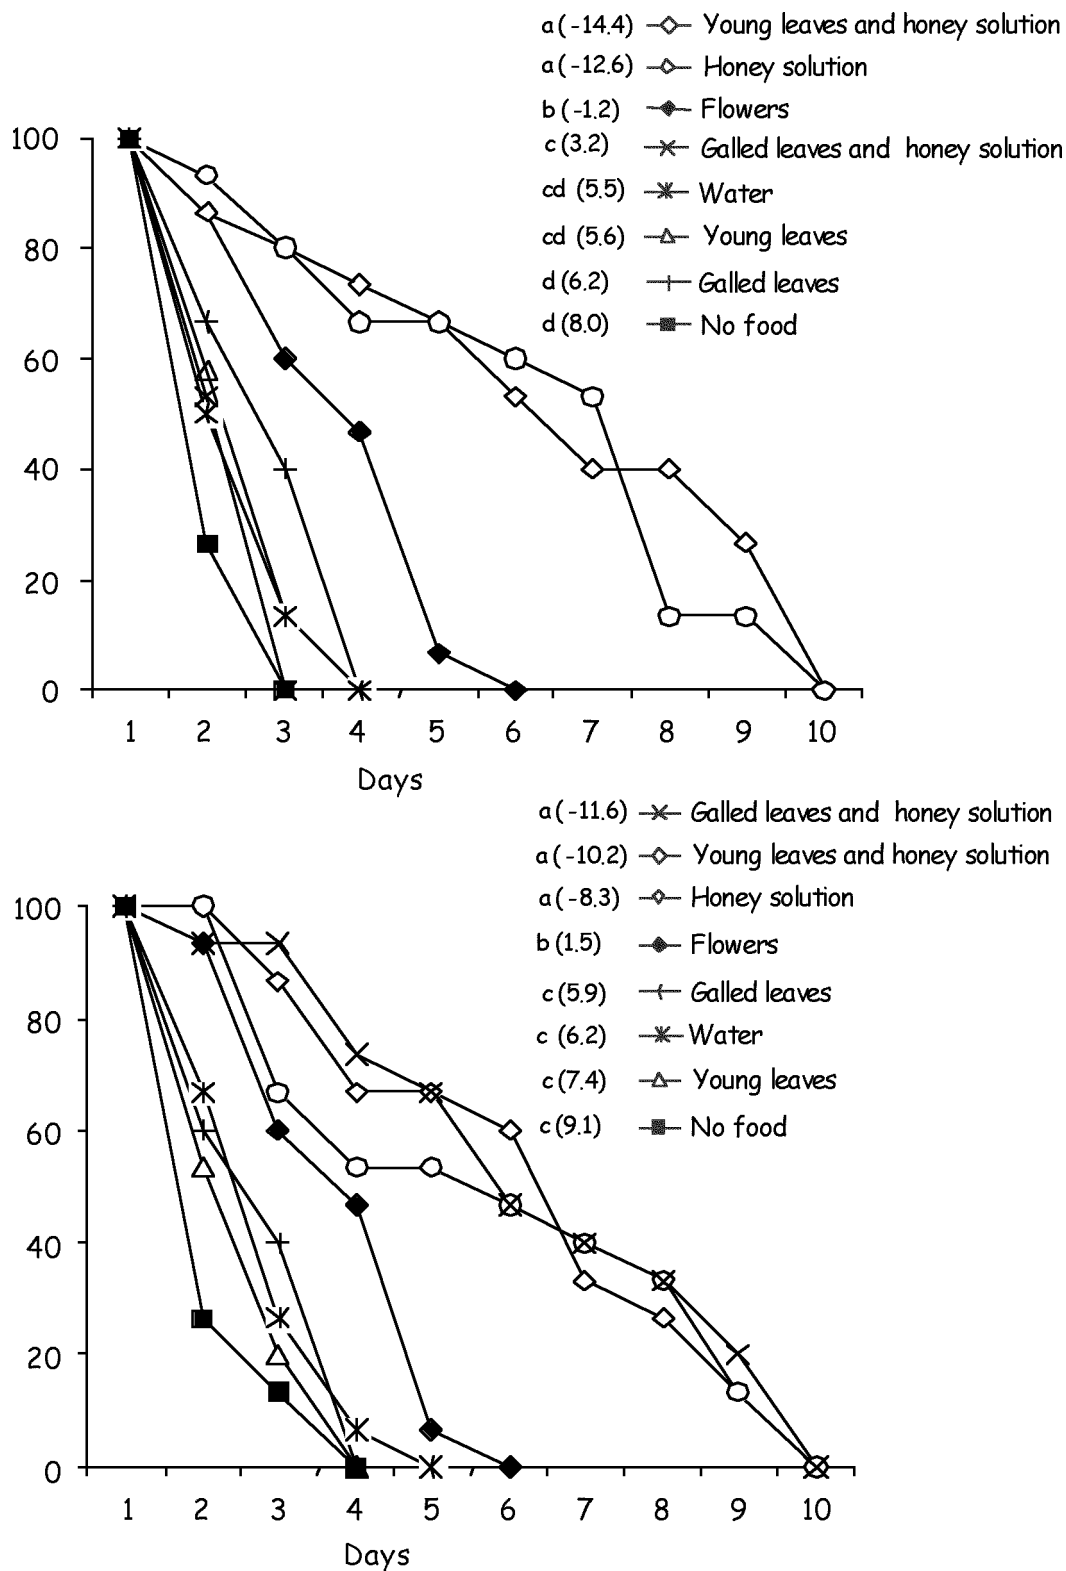 a (-14.4) Young leaves and honey solution
a (-12.6) Honey solution
b (-1.2) Flowers
c (3.2) Galled leaves and honey solution
cd (5.5) Water
cd (5.6) Young leaves
d (6.2) Galled leaves
d (8.0) No food
100
80
60
40
20
0
1 2 3 4 5 6 7 8 9 10
Days
a (-11.6) Galled leaves and honey solution
a (-10.2) Young leaves and honey solution
a (-8.3) Honey solution
b (1.5) Flowers
c (5.9) Galled leaves
c (6.2) Water
c (7.4) Young leaves
c (9.1) No food
100
80
60
40
20
0
1 2 3 4 5 6 7 8 9 10
Days